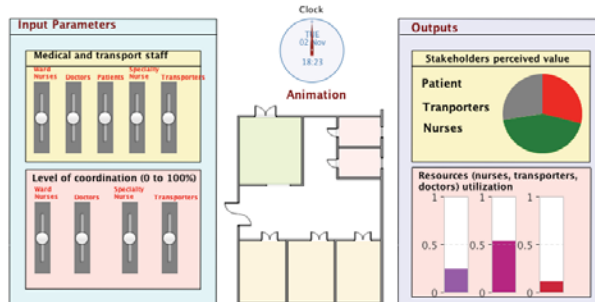 Input Parameters
Medical and transport staff
Ward
Nurses
Doctors
Patients
Specialty
Nurse
Transporters
Level of coordination (0 to 100%)
Ward
Nurses
Doctors
Specialty
Nurse
Transporters
Clock
TUE
02 Nov
18:23
Animation
Outputs
Stakeholders perceived value
Patient
Tranporters
Nurses
Resources (nurses, transporters,
doctors) utilization
1
1
1
0.5
0.5
0.5
0
0
0